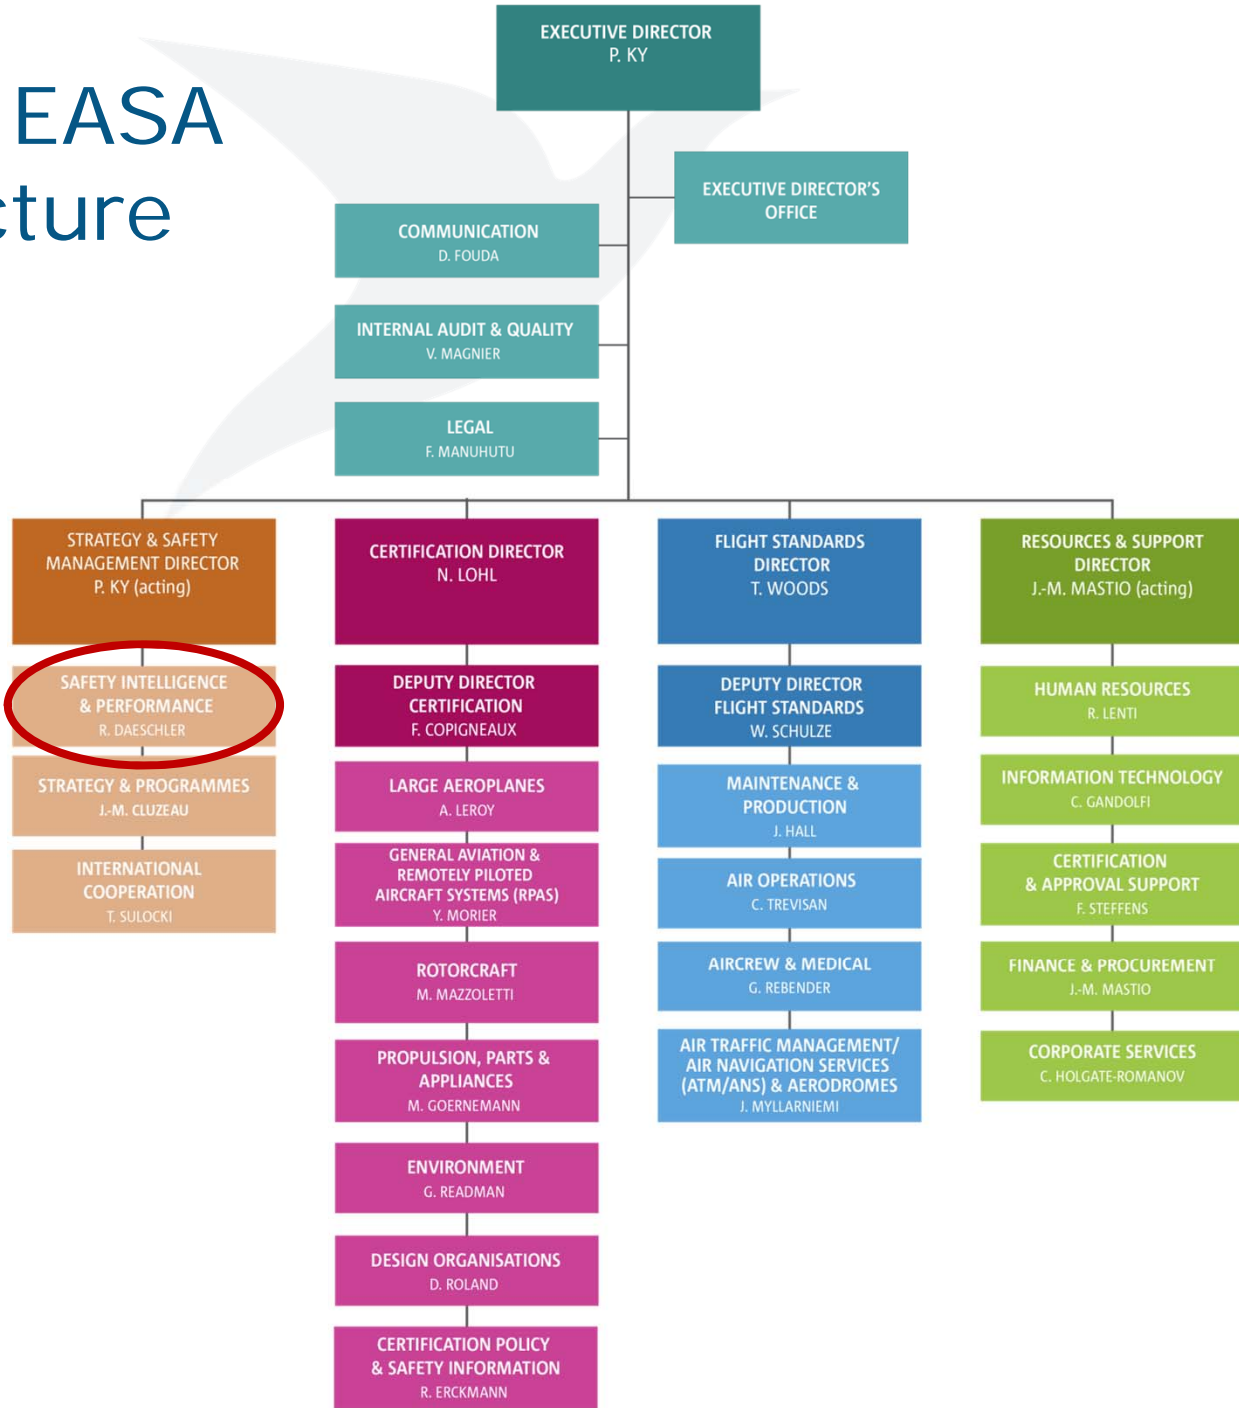 EASA
cture
EXECUTIVE DIRECTOR
P. KY
EXECUTIVE DIRECTOR'S
OFFICE
COMMUNICATION
D. FOUDA
INTERNAL AUDIT & QUALITY
V. MAGNIER
LEGAL
F. MANUHUTU
STRATEGY & SAFETY
MANAGEMENT DIRECTOR
P. KY (acting)
SAFETY INTELLIGENCE
& PERFORMANCE
R. DAESCHLER
STRATEGY & PROGRAMMES
J.-M. CLUZEAU
INTERNATIONAL
COOPERATION
T. SULOCKI
CERTIFICATION DIRECTOR
N. LOHL
DEPUTY DIRECTOR
CERTIFICATION
F. COPIGNEAUX
LARGE AEROPLANES
A. LEROY
GENERAL AVIATION &
REMOTELY PILOTED
AIRCRAFT SYSTEMS (RPAS)
Y. MORIER
ROTORCRAFT
M. MAZZOLETTI
PROPULSION, PARTS &
APPLIANCES
M. GOERNEMANN
ENVIRONMENT
G. READMAN
DESIGN ORGANISATIONS
D. ROLAND
CERTIFICATION POLICY
& SAFETY INFORMATION
R. ERCKMANN
FLIGHT STANDARDS
DIRECTOR
T. WOODS
DEPUTY DIRECTOR
FLIGHT STANDARDS
W. SCHULZE
MAINTENANCE &
PRODUCTION
J. HALL
AIR OPERATIONS
C. TREVISAN
AIRCREW & MEDICAL
G. REBENDER
AIR TRAFFIC MANAGEMENT/
AIR NAVIGATION SERVICES
(ATM/ANS) & AERODROMES
J. MYLLARNIEMI
RESOURCES & SUPPORT
DIRECTOR
J.-M. MASTIO (acting)
HUMAN RESOURCES
R. LENTI
INFORMATION TECHNOLOGY
C. GANDOLFI
CERTIFICATION
& APPROVAL SUPPORT
F. STEFFENS
FINANCE & PROCUREMENT
J.-M. MASTIO
CORPORATE SERVICES
C. HOLGATE-ROMANOV